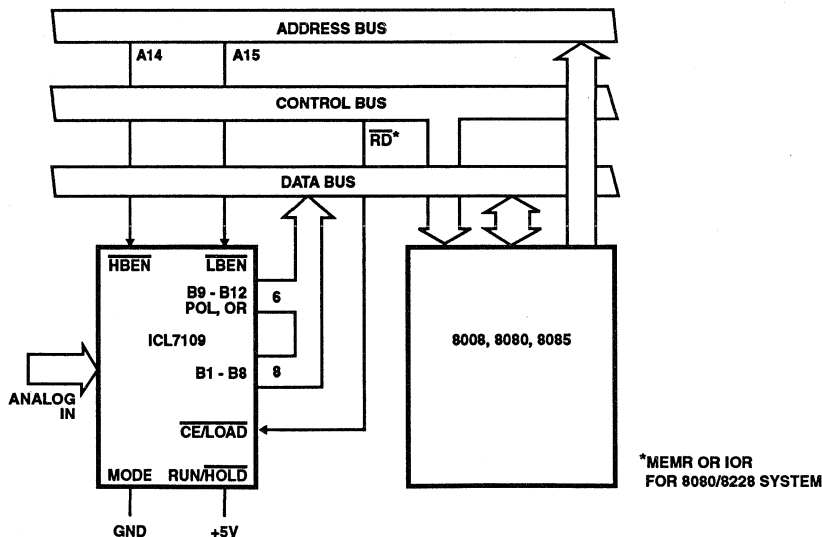 ADDRESS BUS
A14
A15
CONTROL BUS
RD*
DATA BUS
HBEN
LBEN
B9 - B12
POL, OR
6
ICL7109
8008, 8080, 8085
B1 - B8
8
ANALOG
IN
CE/LOAD
MODE
RUN/HOLD
*MEMR OR IOR
FOR 8080/8228 SYSTEM
GND
+5V